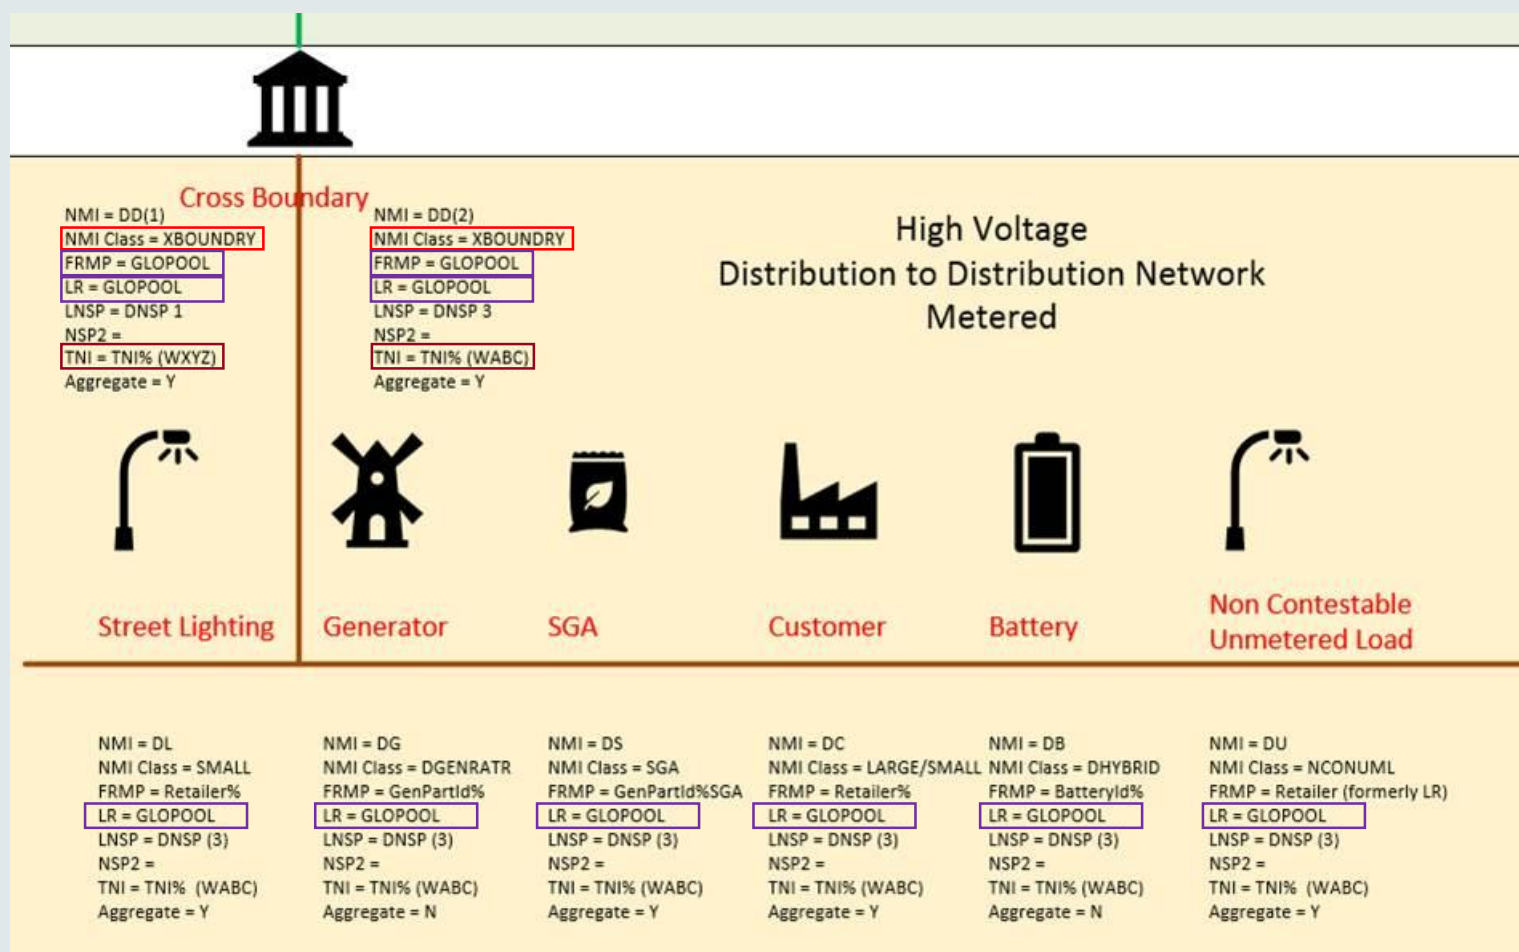 Cross Boundary
NMI = DD(1)
NMI Class = XBOUNDRY
FRMP = GLOPOOL
LR = GLOPOOL
LNSP = DNSP 1
NSP2 =
TNI = TNI% (WXYZ)
Aggregate = Y
NMI = DD(2)
NMI Class = XBOUNDRY
FRMP = GLOPOOL
LR = GLOPOOL
LNSP = DNSP 3
NSP2 =
TNI = TNI% (WABC)
Aggregate = Y
High Voltage
Distribution to Distribution Network
Metered
Street Lighting
Generator
SGA
Customer
Battery
Non Contestable
Unmetered Load
NMI = DL
NMI Class = SMALL
FRMP = Retailer%
LR = GLOPOOL
LNSP = DNSP (3)
NSP2 =
TNI = TNI% (WABC)
Aggregate = Y
NMI = DG
NMI Class = DGENRATR
FRMP = GenPartId%
LR = GLOPOOL
LNSP = DNSP (3)
NSP2 =
TNI = TNI% (WABC)
Aggregate = N
NMI = DS
NMI Class = SGA
FRMP = GenPartId%SGA
LR = GLOPOOL
LNSP = DNSP (3)
NSP2 =
TNI = TNI% (WABC)
Aggregate = Y
NMI = DC
NMI Class = LARGE/SMALL
FRMP = Retailer%
LR = GLOPOOL
LNSP = DNSP (3)
NSP2 =
TNI = TNI% (WABC)
Aggregate = Y
NMI = DB
NMI Class = DHYBRID
FRMP = BatteryId%
LR = GLOPOOL
LNSP = DNSP (3)
NSP2 =
TNI = TNI% (WABC)
Aggregate = N
NMI = DU
NMI Class = NCONUML
FRMP = Retailer (formerly LR)
LR = GLOPOOL
LNSP = DNSP (3)
NSP2 =
TNI = TNI% (WABC)
Aggregate = Y